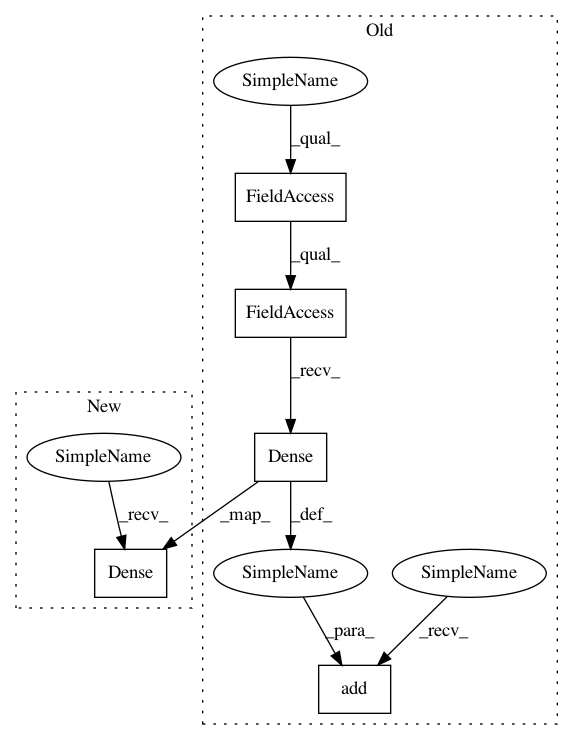 Old
SimpleName
_qual_
FieldAccess
_qual_
FieldAccess
_recv_
New
SimpleName
Dense
_recv_
_map_
_def_
Dense
SimpleName
SimpleName
_para_
_recv_
add